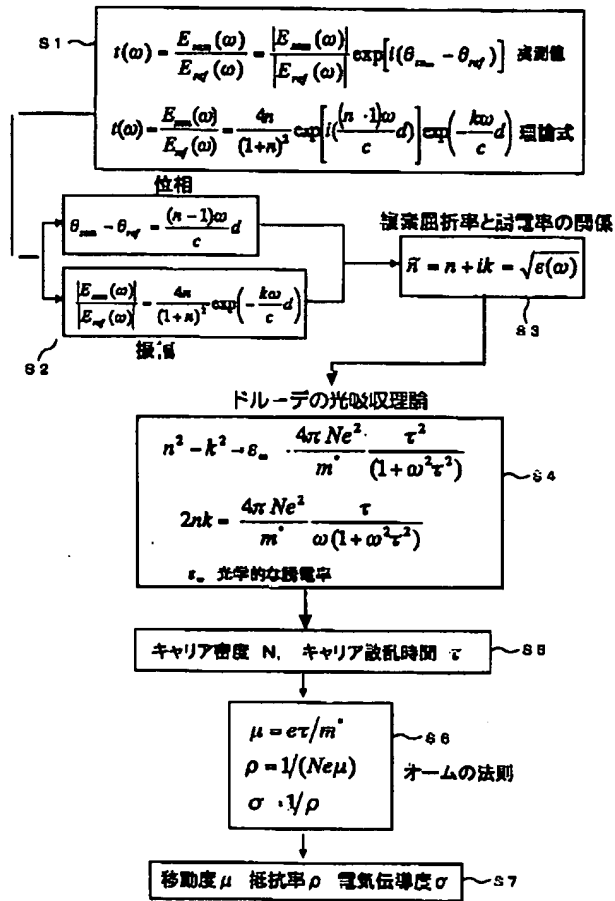 S1
t(ω) = E_sam(ω) / E_ref(ω) = |E_sam(ω)| / |E_ref(ω)| exp[i(θ_sam − θ_ref)] 実測値
t(ω) = E_sam(ω) / E_ref(ω) = 4n / (1+n)² exp[i((n・1)ω / c d)] exp(−kω / c d) 理論式
位相
θ_sam − θ_ref = (n−1)ω / c d
|E_sam(ω)| / |E_ref(ω)| = 4n / (1+n)² exp(−kω / c d)
S2
振幅
複素屈折率と誘電率の関係
ñ = n + ik = √ε(ω)
S3
ドルーデの光吸収理論
n² − k² − ε∞ ・ 4πNe² / m* τ² / (1+ω²τ²)
S4
2nk = 4πNe² / m* τ / ω(1+ω²τ²)
ε∞ 光学的な誘電率
キャリア密度 N, キャリア散乱時間 τ
S5
μ = eτ/m*
S6
ρ = 1/(Neμ)
オームの法則
σ ・ 1/ρ
移動度 μ 抵抗率 ρ 電気伝導度 σ
S7